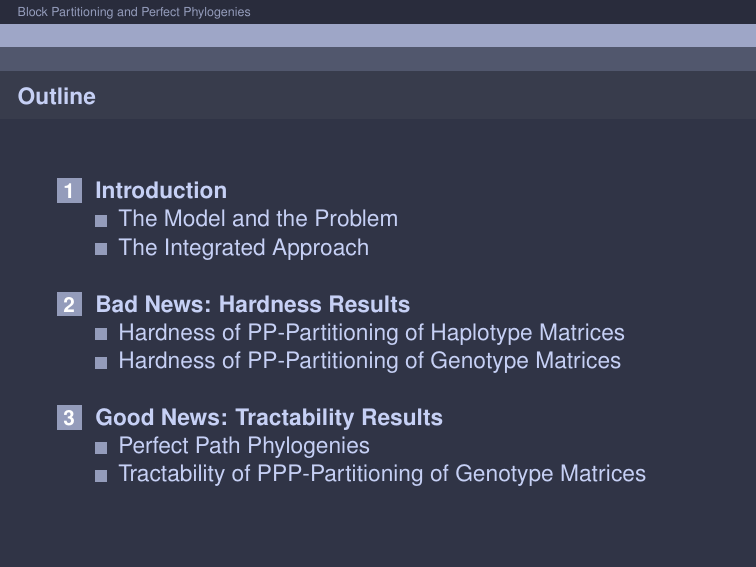 Block Partitioning and Perfect Phylogenies
Outline
1 Introduction
The Model and the Problem
The Integrated Approach
2 Bad News: Hardness Results
Hardness of PP-Partitioning of Haplotype Matrices
Hardness of PP-Partitioning of Genotype Matrices
3 Good News: Tractability Results
Perfect Path Phylogenies
Tractability of PPP-Partitioning of Genotype Matrices